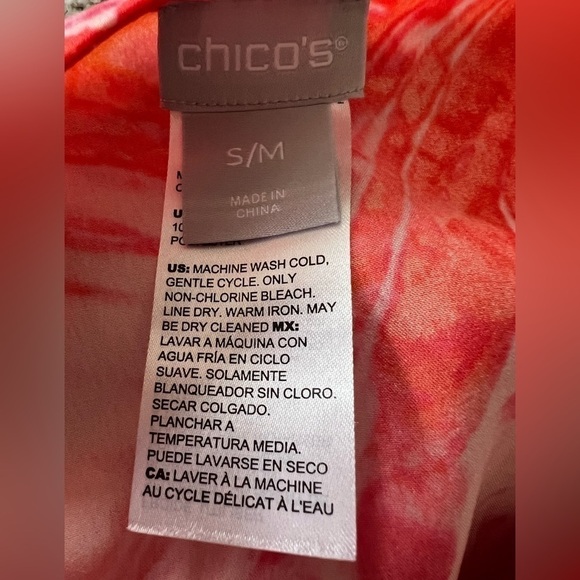 chico's®
S/M
MADE IN
CHINA
US: MACHINE WASH COLD,
GENTLE CYCLE. ONLY
NON-CHLORINE BLEACH.
LINE DRY. WARM IRON. MAY
BE DRY CLEANED MX:
LAVAR A MÁQUINA CON
AGUA FRÍA EN CICLO
SUAVE. SOLAMENTE
BLANQUEADOR SIN CLORO.
SECAR COLGADO.
PLANCHAR A
TEMPERATURA MEDIA.
PUEDE LAVARSE EN SECO
CA: LAVER À LA MACHINE
AU CYCLE DÉLICAT À L'EAU